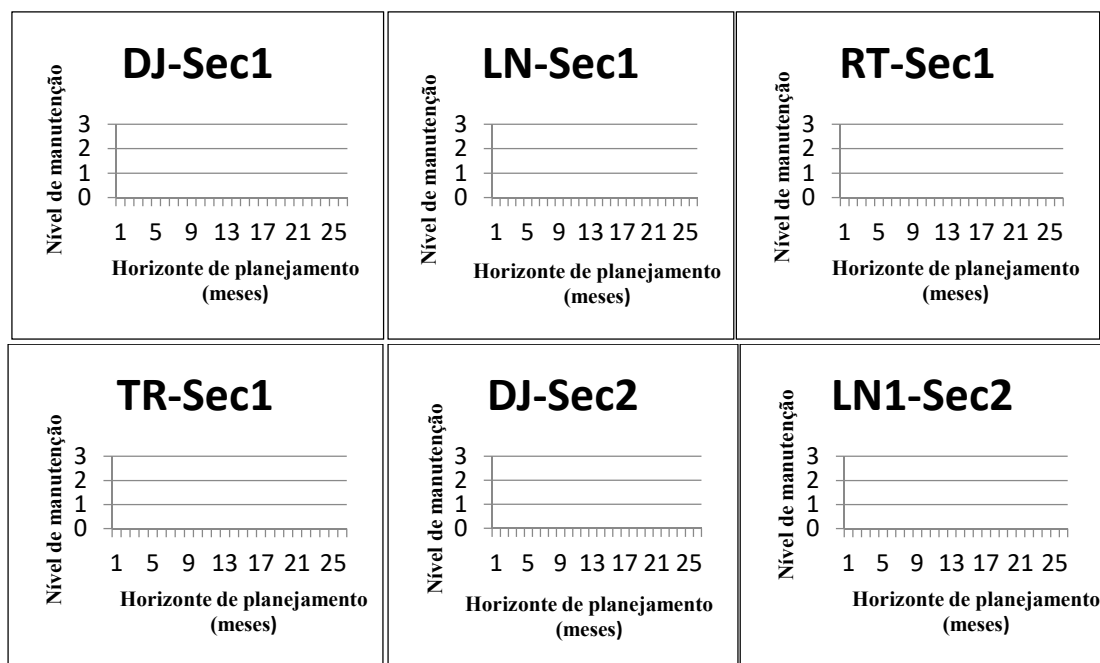 DJ-Sec1
Nível de manutenção
3
2
1
0
1 5 9 13 17 21 25
Horizonte de planejamento
(meses)
LN-Sec1
Nível de manutenção
3
2
1
0
1 5 9 13 17 21 25
Horizonte de planejamento
(meses)
RT-Sec1
Nível de manutenção
3
2
1
0
1 5 9 13 17 21 25
Horizonte de planejamento
(meses)
TR-Sec1
Nível de manutenção
3
2
1
0
1 5 9 13 17 21 25
Horizonte de planejamento
(meses)
DJ-Sec2
Nível de manutenção
3
2
1
0
1 5 9 13 17 21 25
Horizonte de planejamento
(meses)
LN1-Sec2
Nível de manutenção
3
2
1
0
1 5 9 13 17 21 25
Horizonte de planejamento
(meses)